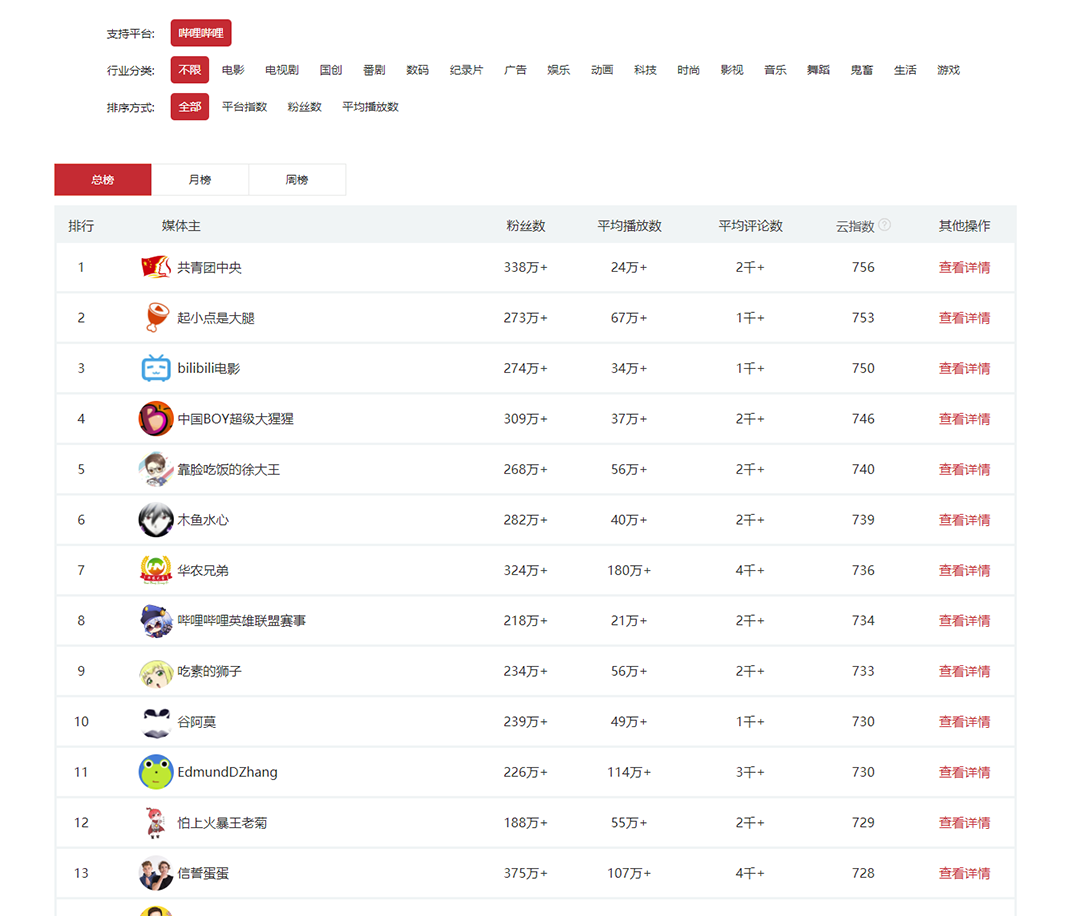 支持平台: 哔哩哔哩
行业分类: 不限 电影 电视剧 国创 番剧 数码 纪录片 广告 娱乐 动画 科技 时尚 影视 音乐 舞蹈 鬼畜 生活 游戏
排序方式: 全部 平台指数 粉丝数 平均播放数
总榜 月榜 周榜
排行 媒体主 粉丝数 平均播放数 平均评论数 云指数 ? 其他操作
1 共青团中央 338万+ 24万+ 2千+ 756 查看详情
2 起小点是大腿 273万+ 67万+ 1千+ 753 查看详情
3 bilibili电影 274万+ 34万+ 1千+ 750 查看详情
4 中国BOY超级大猩猩 309万+ 37万+ 2千+ 746 查看详情
5 靠脸吃饭的徐大王 268万+ 56万+ 2千+ 740 查看详情
6 木鱼水心 282万+ 40万+ 2千+ 739 查看详情
7 华农兄弟 324万+ 180万+ 4千+ 736 查看详情
8 哔哩哔哩英雄联盟赛事 218万+ 21万+ 2千+ 734 查看详情
9 吃素的狮子 234万+ 56万+ 2千+ 733 查看详情
10 谷阿莫 239万+ 49万+ 1千+ 730 查看详情
11 EdmundDZhang 226万+ 114万+ 3千+ 730 查看详情
12 怕上火暴王老菊 188万+ 55万+ 2千+ 729 查看详情
13 信誓蛋蛋 375万+ 107万+ 4千+ 728 查看详情